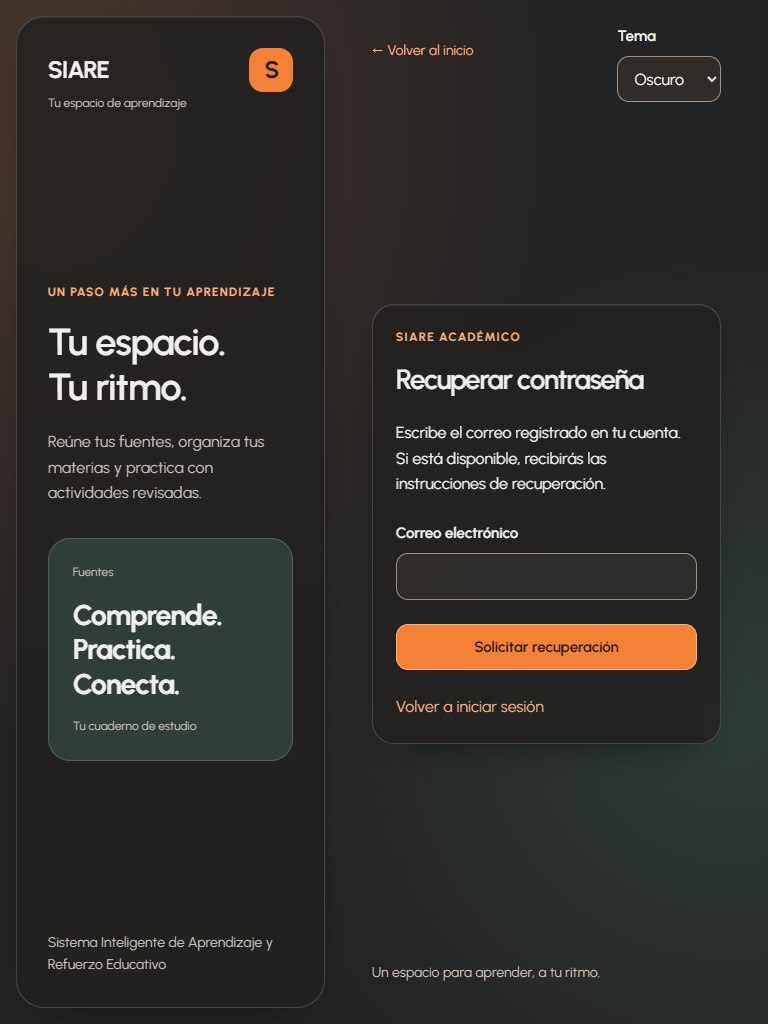 SIARE
S
Tu espacio de aprendizaje
UN PASO MÁS EN TU APRENDIZAJE
Tu espacio.
Tu ritmo.
Reúne tus fuentes, organiza tus
materias y practica con
actividades revisadas.
Fuentes
Comprende.
Practica.
Conecta.
Tu cuaderno de estudio
Sistema Inteligente de Aprendizaje y
Refuerzo Educativo
← Volver al inicio
Tema
Oscuro
SIARE ACADÉMICO
Recuperar contraseña
Escribe el correo registrado en tu cuenta.
Si está disponible, recibirás las
instrucciones de recuperación.
Correo electrónico
Solicitar recuperación
Volver a iniciar sesión
Un espacio para aprender, a tu ritmo.